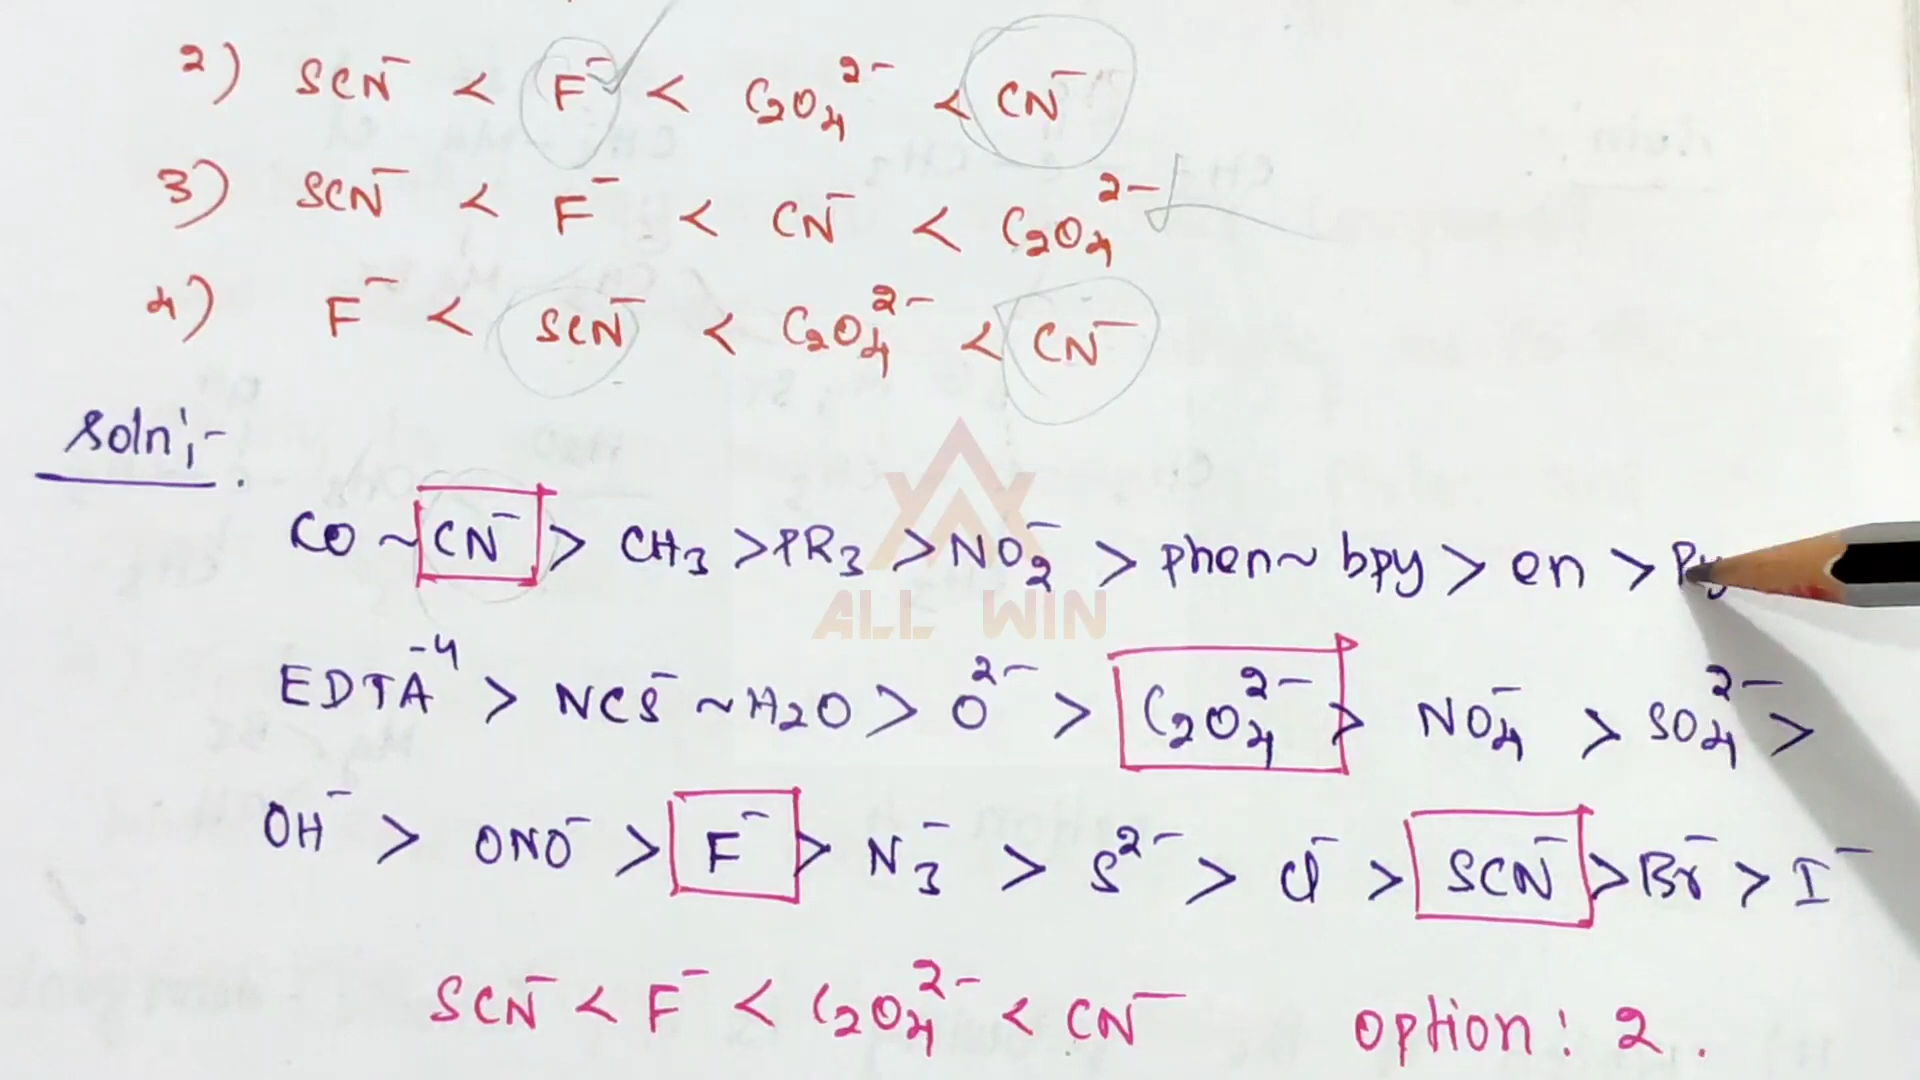 2) SCN⁻ < F⁻ < C₂O₄²⁻ < CN⁻
3) SCN⁻ < F⁻ < CN⁻ < C₂O₄²⁻
4) F⁻ < SCN⁻ < C₂O₄²⁻ < CN⁻
Soln:-
CO ~ CN⁻ > CH₃ > PR₃ > NO₂⁻ > phen ~ bpy > en > Py
ALL WIN
EDTA⁻⁴ > NCS⁻ ~ H₂O > O²⁻ > C₂O₄²⁻ > NO₄⁻ > SO₄²⁻ >
OH⁻ > ONO⁻ > F⁻ > N₃⁻ > S²⁻ > Cl⁻ > SCN⁻ > Br⁻ > I⁻
SCN⁻ < F⁻ < C₂O₄²⁻ < CN⁻ option: 2.